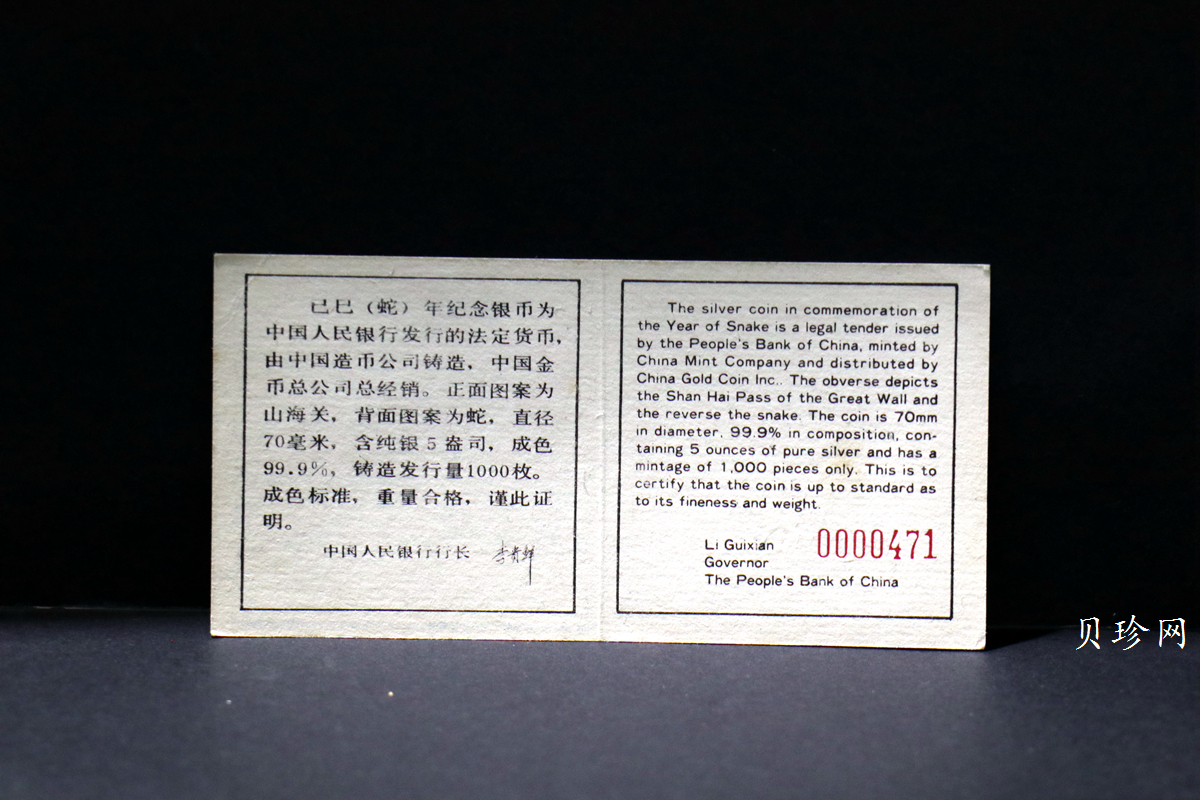 己巳（蛇）年纪念银币为
中国人民银行发行的法定货币，
由中国造币公司铸造，中国金
币总公司总经销。正面图案为
山海关，背面图案为蛇，直径
70毫米，含纯银5盎司，成色
99.9%，铸造发行量1000枚。
成色标准，重量合格，谨此证
明。
中国人民银行行长 李贵鲜
The silver coin in commemoration of
the Year of Snake is a legal tender issued
by the People's Bank of China, minted by
China Mint Company and distributed by
China Gold Coin Inc.. The obverse depicts
the Shan Hai Pass of the Great Wall and
the reverse the snake. The coin is 70mm
in diameter, 99.9% in composition, con-
taining 5 ounces of pure silver and has a
mintage of 1,000 pieces only. This is to
certify that the coin is up to standard as
to its fineness and weight.
Li Guixian
0000471
Governor
The People's Bank of China
贝珍网